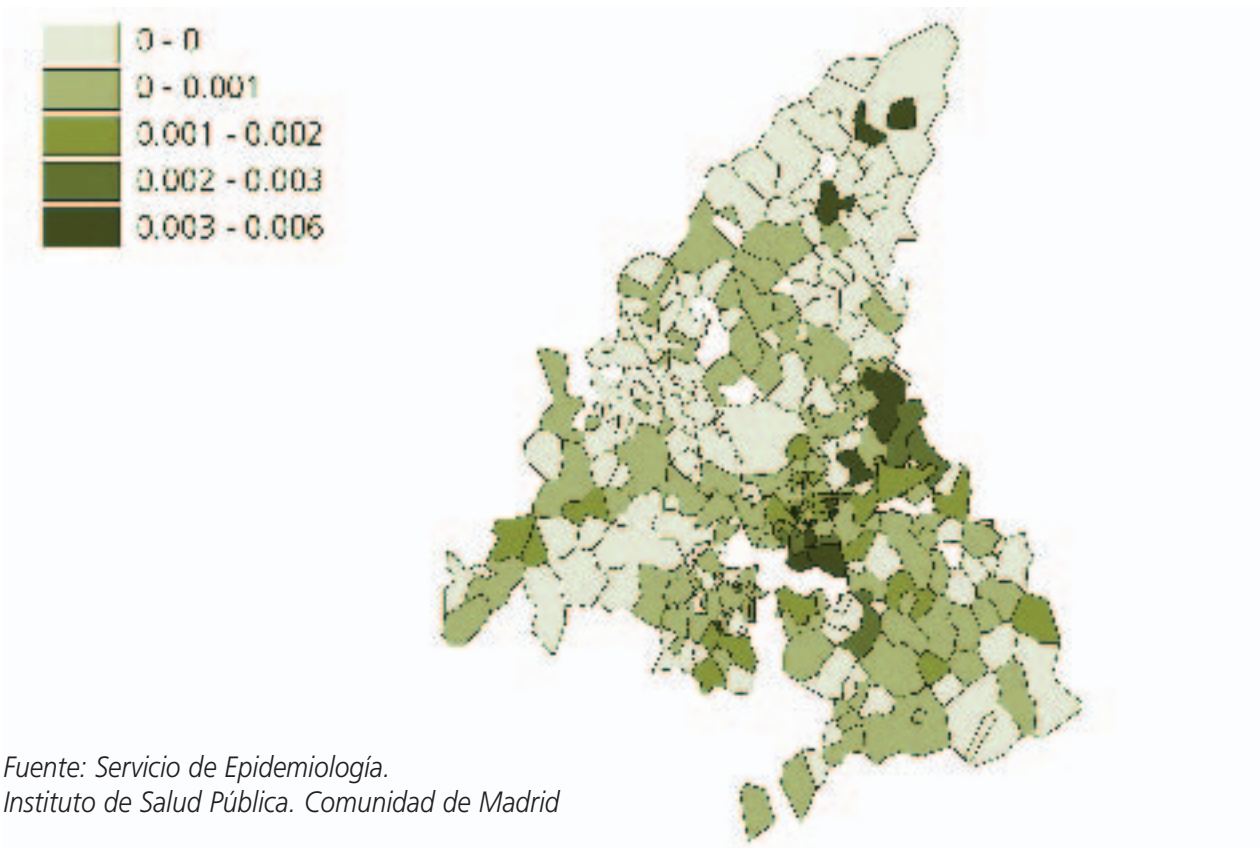 0 - 0
0 - 0.001
0.001 - 0.002
0.002 - 0.003
0.003 - 0.006
Fuente: Servicio de Epidemiología.
Instituto de Salud Pública. Comunidad de Madrid